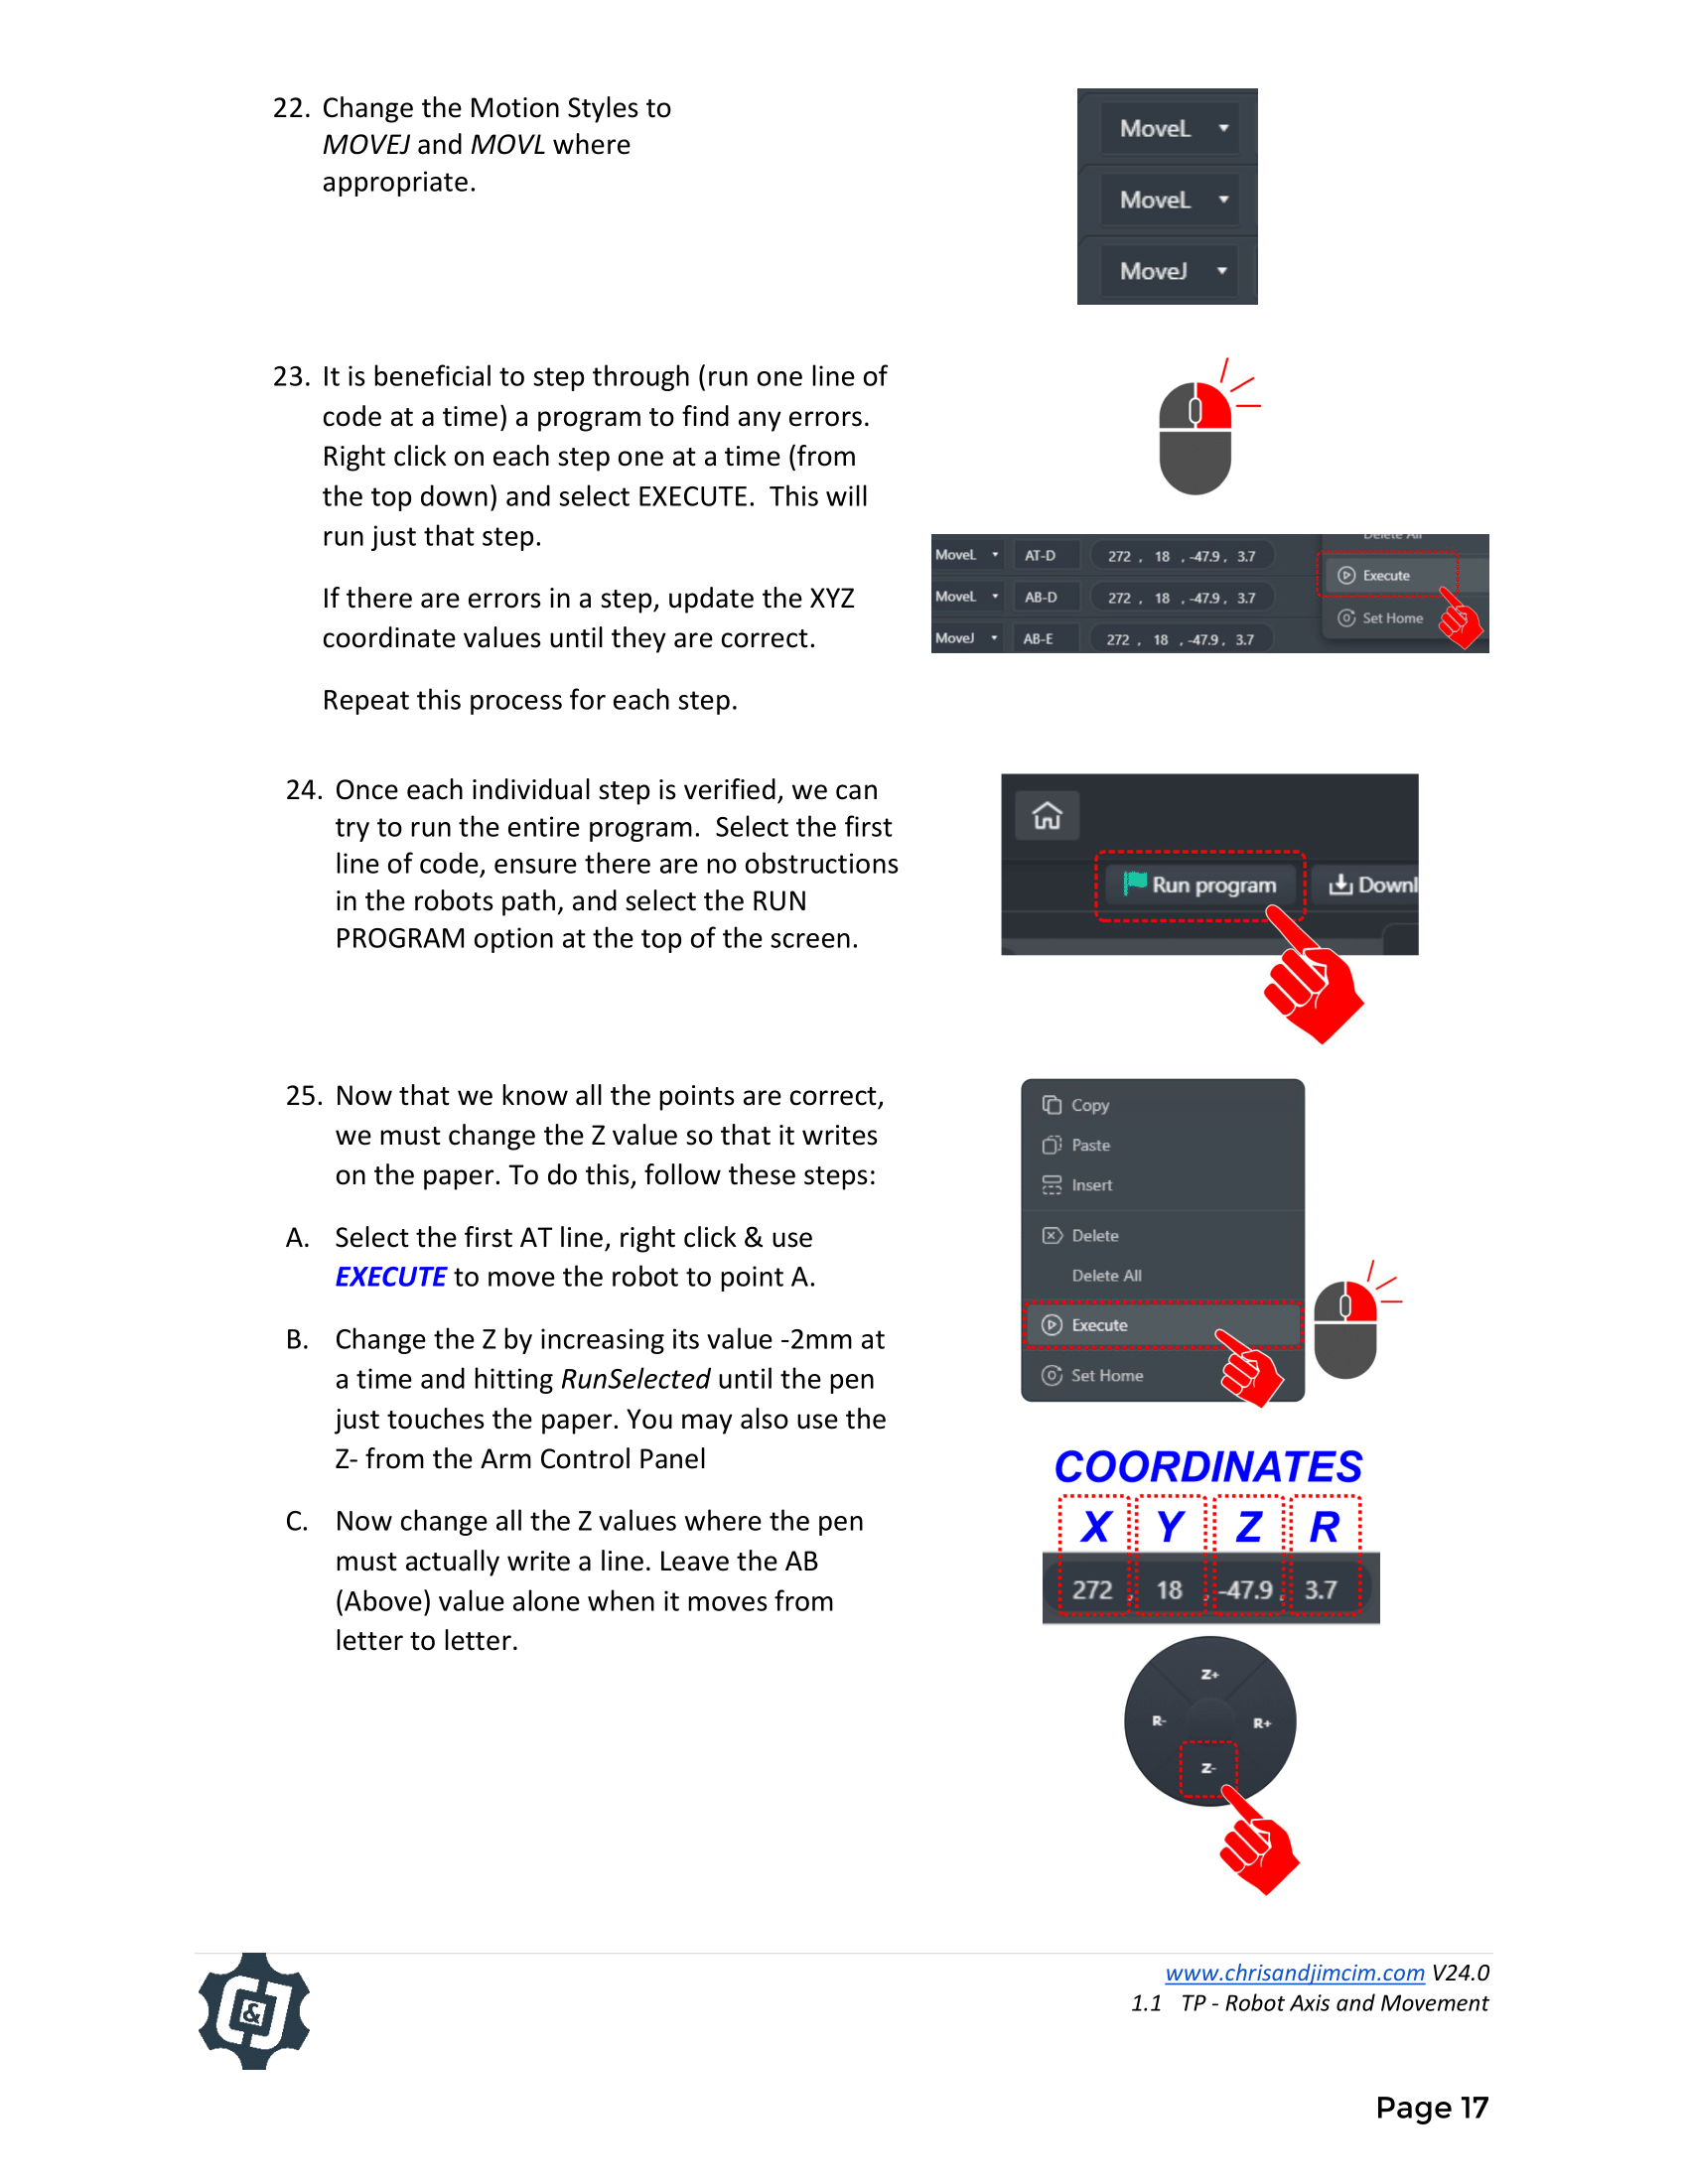 22. Change the Motion Styles to
MOVEJ and MOVL where
appropriate.
MoveL
MoveL
MoveJ
23. It is beneficial to step through (run one line of
code at a time) a program to find any errors.
Right click on each step one at a time (from
the top down) and select EXECUTE. This will
run just that step.
If there are errors in a step, update the XYZ
coordinate values until they are correct.
Repeat this process for each step.
Delete All
MoveL AT-D 272 , 18 , -47.9 , 3.7
Execute
MoveL AB-D 272 , 18 , -47.9 , 3.7
Set Home
MoveJ AB-E 272 , 18 , -47.9 , 3.7
24. Once each individual step is verified, we can
try to run the entire program. Select the first
line of code, ensure there are no obstructions
in the robots path, and select the RUN
PROGRAM option at the top of the screen.
Run program Downl
25. Now that we know all the points are correct,
we must change the Z value so that it writes
on the paper. To do this, follow these steps:
A. Select the first AT line, right click & use
EXECUTE to move the robot to point A.
B. Change the Z by increasing its value -2mm at
a time and hitting RunSelected until the pen
just touches the paper. You may also use the
Z- from the Arm Control Panel
C. Now change all the Z values where the pen
must actually write a line. Leave the AB
(Above) value alone when it moves from
letter to letter.
Copy
Paste
Insert
Delete
Delete All
Execute
Set Home
COORDINATES
X Y Z R
272 , 18 , -47.9 , 3.7
Z+
R- R+
Z-
C&J
www.chrisandjimcim.com V24.0
1.1 TP - Robot Axis and Movement
Page 17